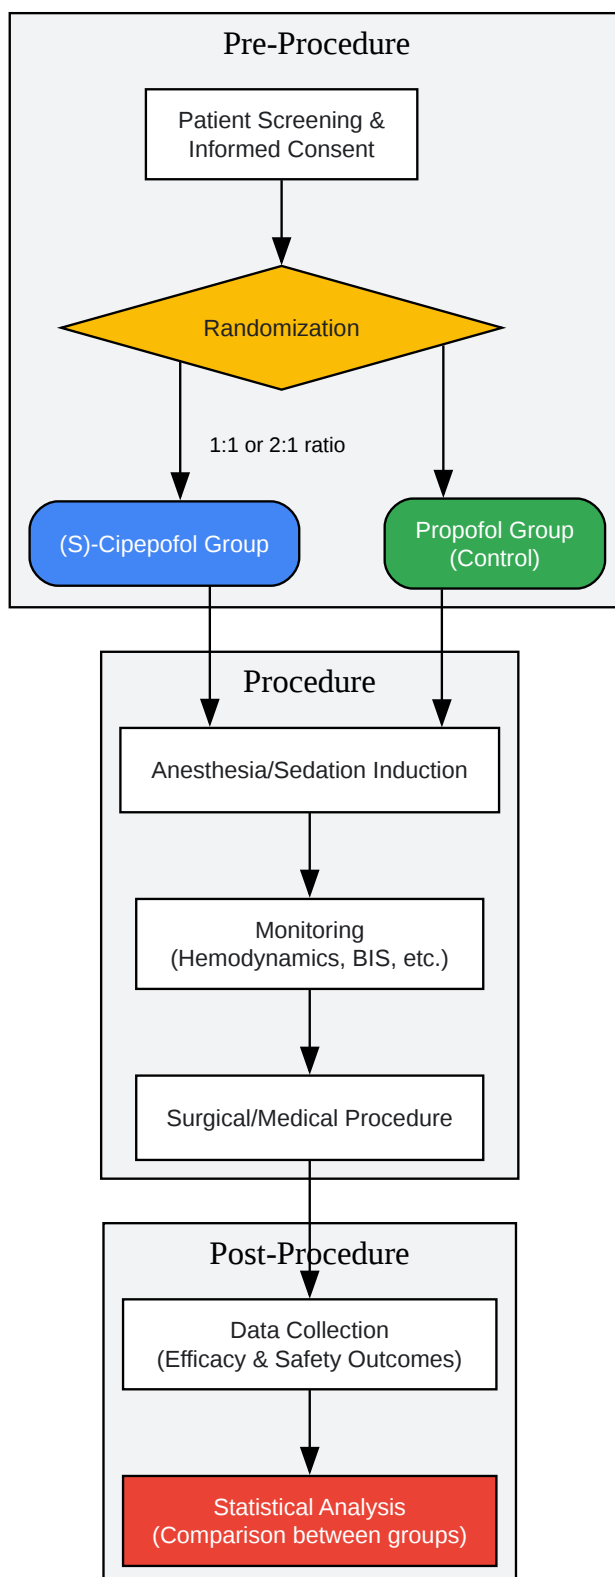 Pre-Procedure
Patient Screening &
Informed Consent
Randomization
1:1 or 2:1 ratio
(S)-Cipepofol Group
Propofol Group
(Control)
Procedure
Anesthesia/Sedation Induction
Monitoring
(Hemodynamics, BIS, etc.)
Surgical/Medical Procedure
Post-Procedure
Data Collection
(Efficacy & Safety Outcomes)
Statistical Analysis
(Comparison between groups)